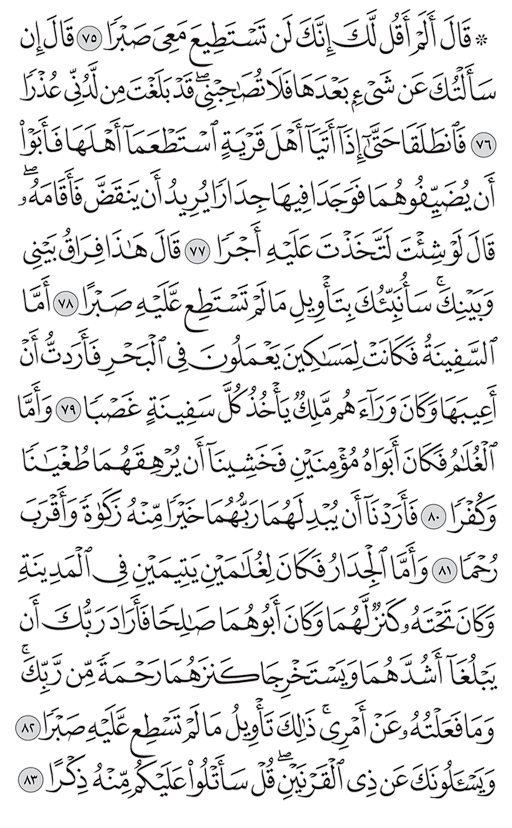 ۞ قَالَ أَلَمْ أَقُل لَّكَ إِنَّكَ لَن تَسْتَطِيعَ مَعِىَ صَبْرًا ٧٥ قَالَ إِن
سَأَلْتُكَ عَن شَىْءٍۭ بَعْدَهَا فَلَا تُصَٰحِبْنِىۖ قَدْ بَلَغْتَ مِن لَّدُنِّى عُذْرًا
٧٦ فَٱنطَلَقَا حَتَّىٰٓ إِذَآ أَتَيَآ أَهْلَ قَرْيَةٍ ٱسْتَطْعَمَآ أَهْلَهَا فَأَبَوْا۟
أَن يُضَيِّفُوهُمَا فَوَجَدَا فِيهَا جِدَارًا يُرِيدُ أَن يَنقَضَّ فَأَقَامَهُۥۖ
قَالَ لَوْ شِئْتَ لَتَّخَذْتَ عَلَيْهِ أَجْرًا ٧٧ قَالَ هَٰذَا فِرَاقُ بَيْنِى
وَبَيْنِكَۚ سَأُنَبِّئُكَ بِتَأْوِيلِ مَا لَمْ تَسْتَطِع عَّلَيْهِ صَبْرًا ٧٨ أَمَّا
ٱلسَّفِينَةُ فَكَانَتْ لِمَسَٰكِينَ يَعْمَلُونَ فِى ٱلْبَحْرِ فَأَرَدتُّ أَنْ
أَعِيبَهَا وَكَانَ وَرَآءَهُم مَّلِكٌ يَأْخُذُ كُلَّ سَفِينَةٍ غَصْبًا ٧٩ وَأَمَّا
ٱلْغُلَٰمُ فَكَانَ أَبَوَاهُ مُؤْمِنَيْنِ فَخَشِينَآ أَن يُرْهِقَهُمَا طُغْيَٰنًا
وَكُفْرًا ٨٠ فَأَرَدْنَآ أَن يُبْدِلَهُمَا رَبُّهُمَا خَيْرًا مِّنْهُ زَكَوٰةً وَأَقْرَبَ
رُحْمًا ٨١ وَأَمَّا ٱلْجِدَارُ فَكَانَ لِغُلَٰمَيْنِ يَتِيمَيْنِ فِى ٱلْمَدِينَةِ
وَكَانَ تَحْتَهُۥ كَنزٌ لَّهُمَا وَكَانَ أَبُوهُمَا صَٰلِحًا فَأَرَادَ رَبُّكَ أَن
يَبْلُغَآ أَشُدَّهُمَا وَيَسْتَخْرِجَا كَنزَهُمَا رَحْمَةً مِّن رَّبِّكَۚ
وَمَا فَعَلْتُهُۥ عَنْ أَمْرِىۚ ذَٰلِكَ تَأْوِيلُ مَا لَمْ تَسْطِع عَّلَيْهِ صَبْرًا ٨٢
وَيَسْـَٔلُونَكَ عَن ذِى ٱلْقَرْنَيْنِۖ قُلْ سَأَتْلُوا۟ عَلَيْكُم مِّنْهُ ذِكْرًا ٨٣